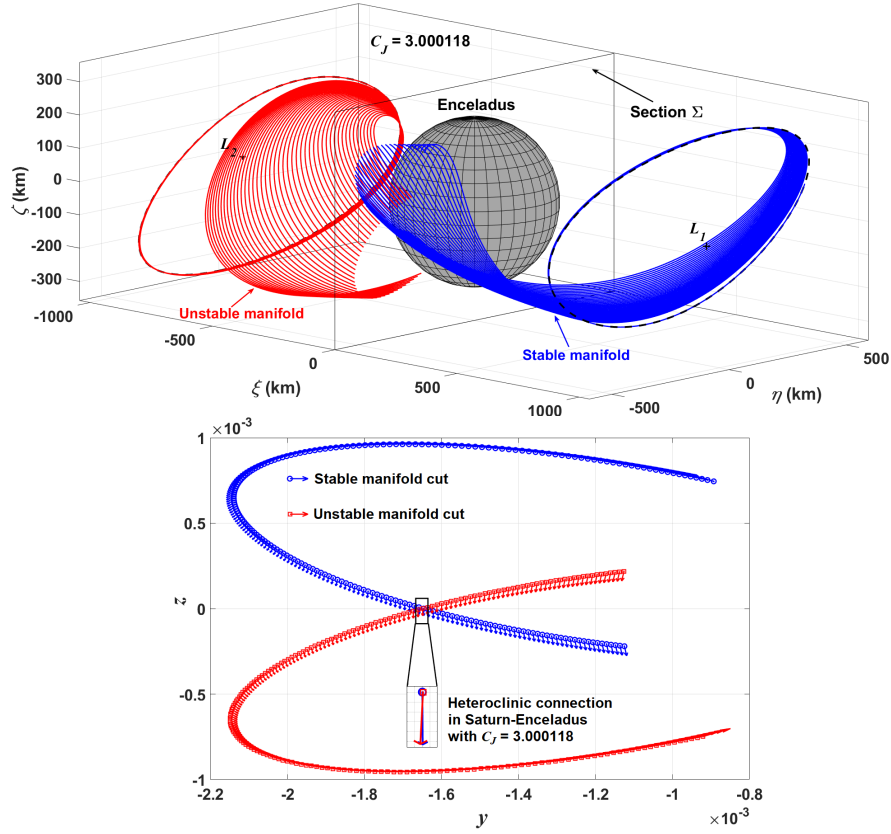 C_J = 3.000118
300
200
100
0
-100
-200
-300
ζ (km)
Enceladus
Section Σ
L_2
L_1
Unstable manifold
Stable manifold
-1000
-500
0
500
1000
ξ (km)
-500
0
500
η (km)
×10⁻³
1
0.5
0
-0.5
-1
z
Stable manifold cut
Unstable manifold cut
Heteroclinic connection
in Saturn-Enceladus
with C_J = 3.000118
-2.2
-2
-1.8
-1.6
-1.4
-1.2
-1
-0.8
y
×10⁻³